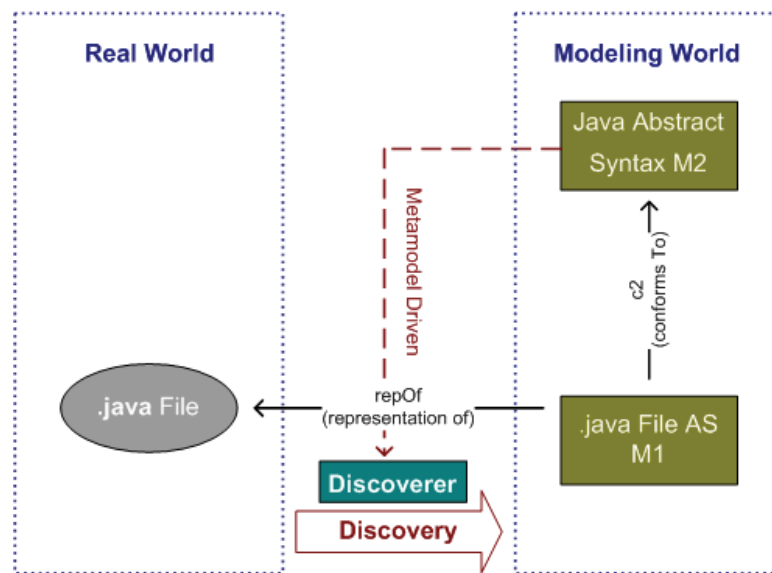 Real World
Modeling World
Java Abstract
Syntax M2
Metamodel Driven
c2
(conforms To)
.java File
repOf
(representation of)
.java File AS
M1
Discoverer
Discovery